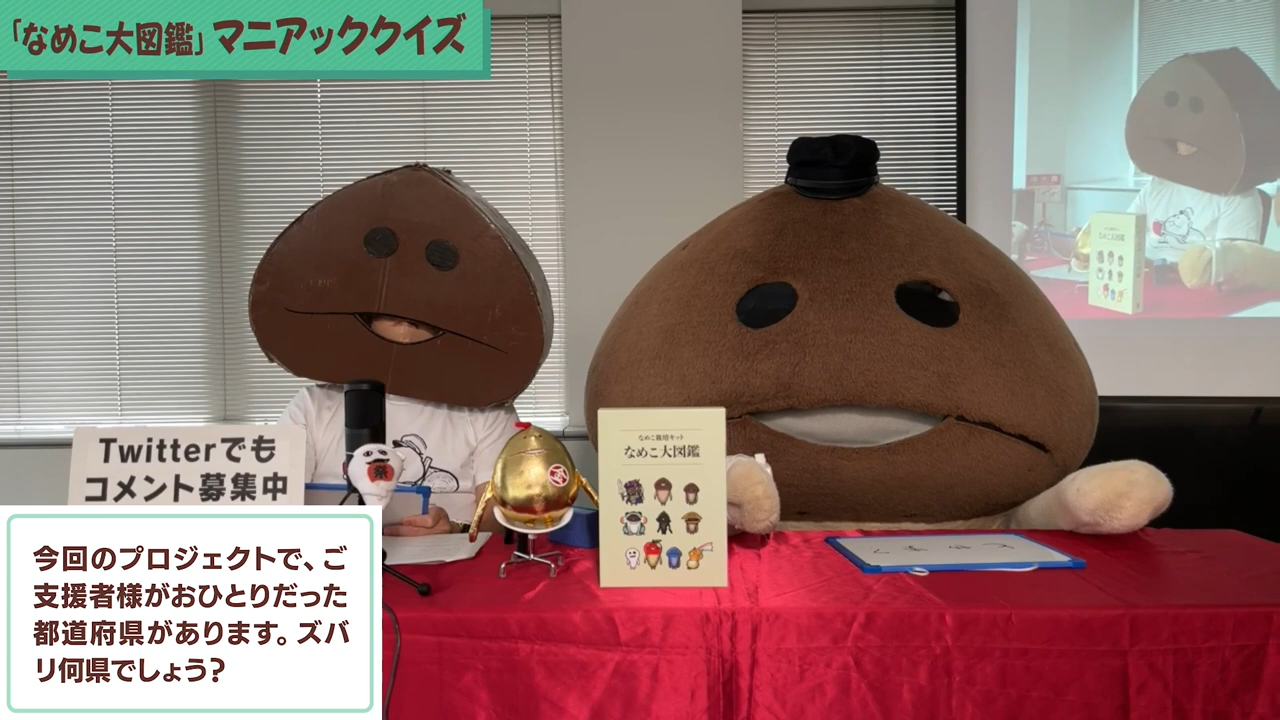 「なめこ大図鑑」マニアッククイズ
Twitterでも
コメント募集中
なめこ栽培キット
なめこ大図鑑
今回のプロジェクトで、ご
支援者様がおひとりだった
都道府県があります。ズバ
リ何県でしょう?